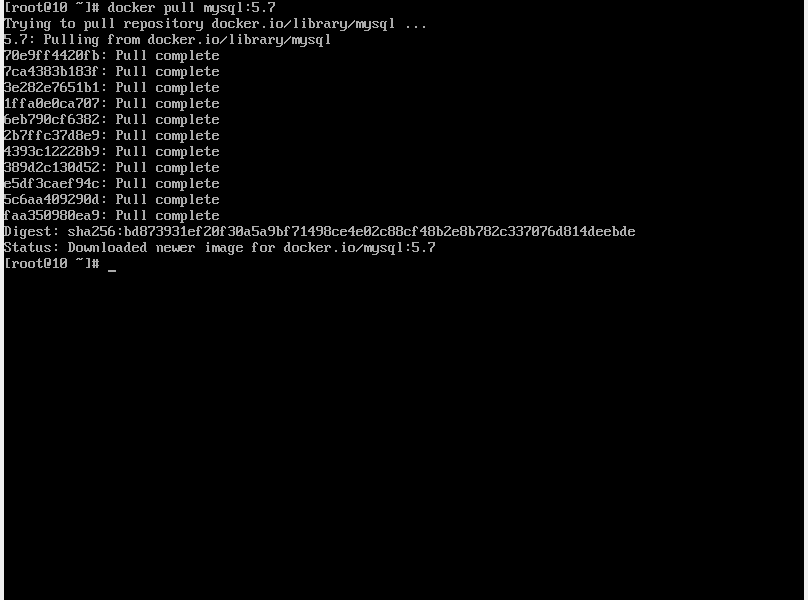 [root@10 ~]# docker pull mysql:5.7
Trying to pull repository docker.io/library/mysql ...
5.7: Pulling from docker.io/library/mysql
70e9ff4420fb: Pull complete
7ca4383b183f: Pull complete
3e282e7651b1: Pull complete
1ffa0e0ca707: Pull complete
6eb790cf6382: Pull complete
2b7ffc37d8e9: Pull complete
4393c12228b9: Pull complete
389d2c130d52: Pull complete
e5df3caef94c: Pull complete
5c6aa409290d: Pull complete
faa350980ea9: Pull complete
Digest: sha256:bd873931ef20f30a5a9bf71498ce4e02c88cf48b2e8b782c337076d814deebde
Status: Downloaded newer image for docker.io/mysql:5.7
[root@10 ~]# _